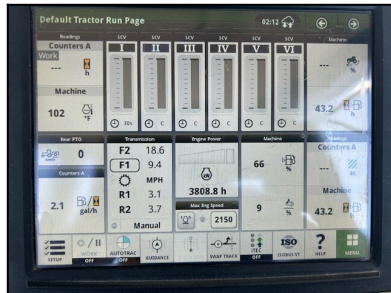 Default Tractor Run Page
02:12
Readings
SCV
SCV
SCV
SCV
SCV
SCV
Machine
Counters A
Work
I
II
III
IV
V
VI
---
h
---
%
Machine
102
°F
30s
C
C
C
C
C
43.2
h
Rear PTO
Transmission
Engine Power
Machine
Readings
0
F2 18.6
F1 9.4
MPH
R1 3.1
R2 3.7
Manual
3808.8 h
Max Eng Speed
2150
66
%
9
%
Counters A
---
Machine
43.2
Counters A
2.1
gal/h
SETUP
WORK
OFF
AUTOTRAC
OFF
GUIDANCE
SWAP TRACK
iTEC
OFF
ISO
ISOBUS VT
?
HELP
MENU